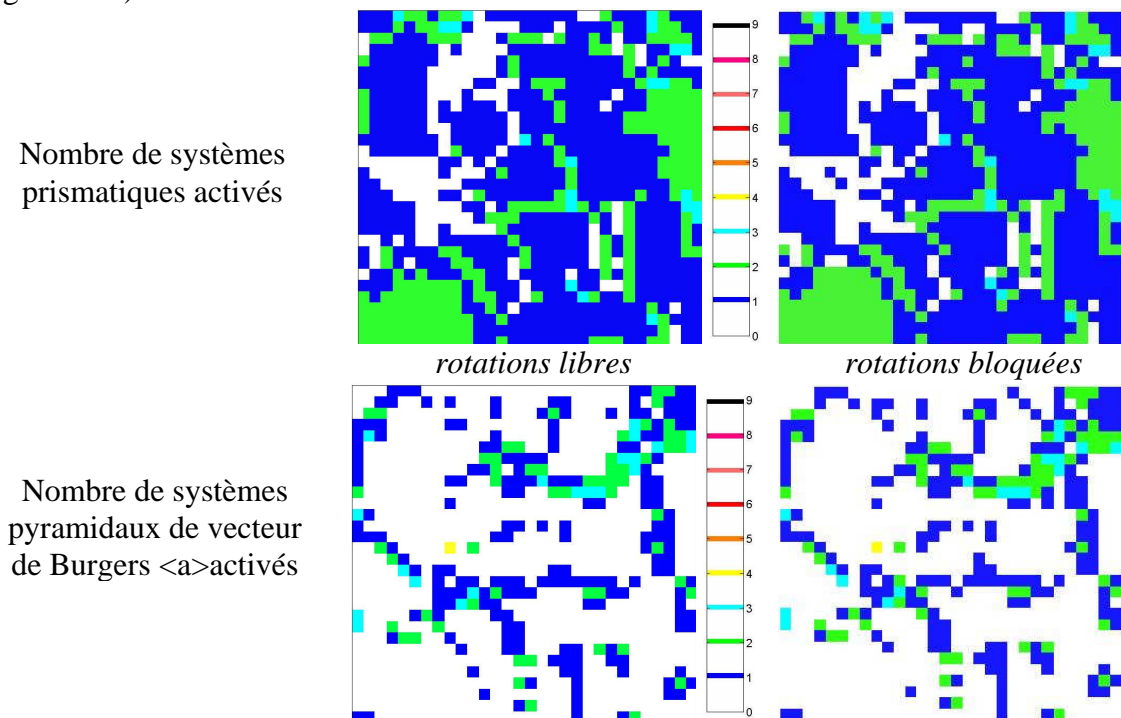 Nombre de systèmes
prismatiques activés
9
8
7
6
5
4
3
2
1
0
rotations libres
rotations bloquées
Nombre de systèmes
pyramidaux de vecteur
de Burgers <a>activés
9
8
7
6
5
4
3
2
1
0